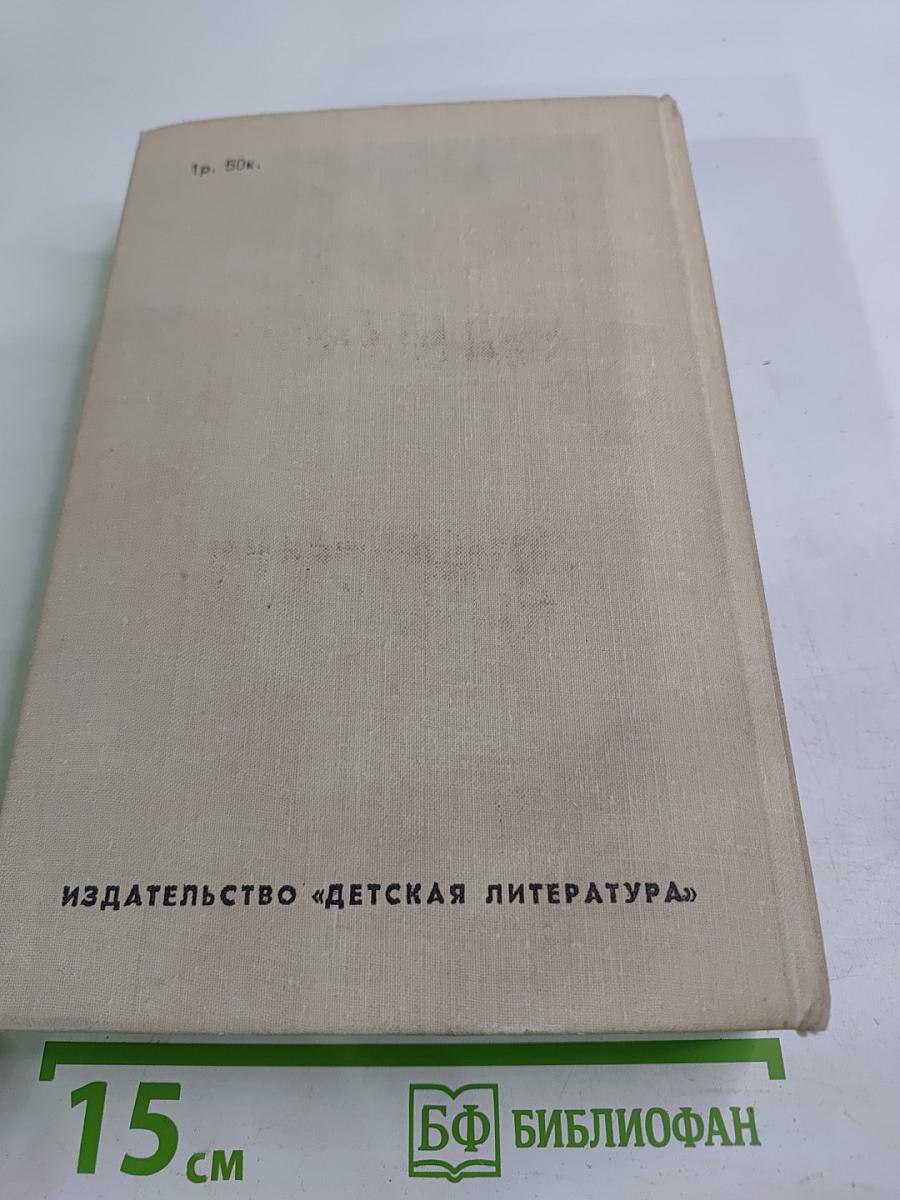 1р. 50к.
ИЗДАТЕЛЬСТВО «ДЕТСКАЯ ЛИТЕРАТУРА»
15 см
БФ БИБЛИОФАН